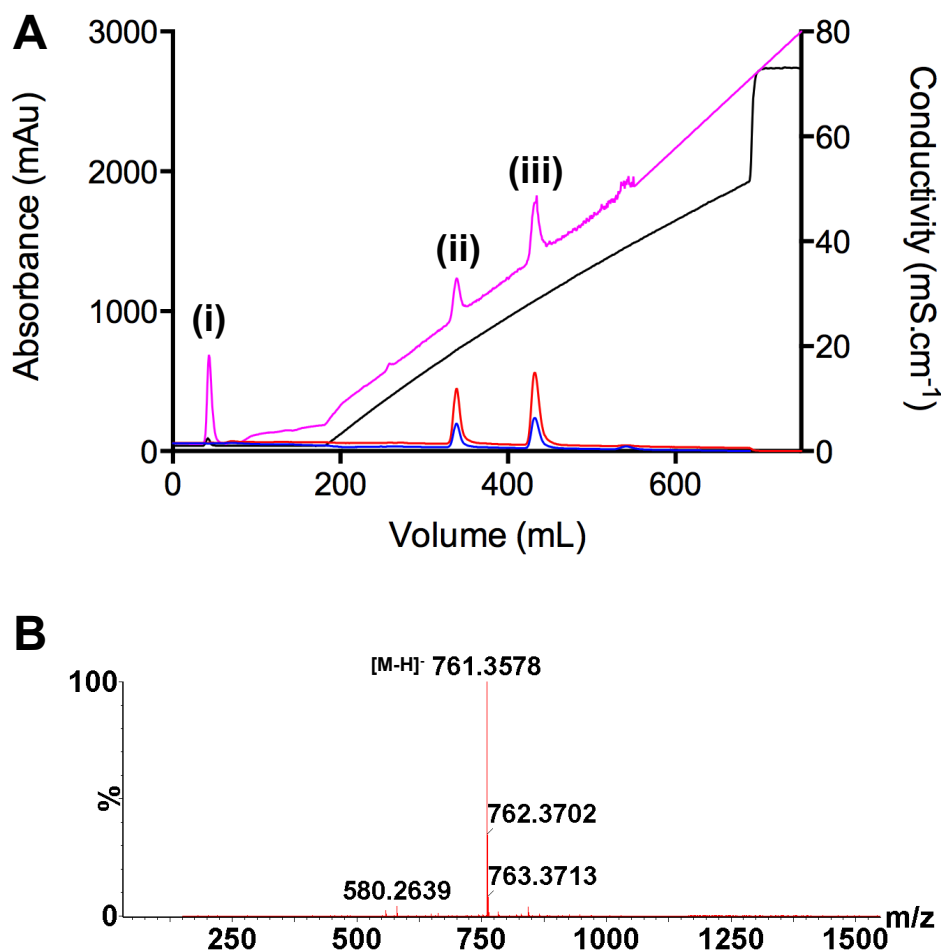 A
3000
2000
1000
0
Absorbance (mAu)
80
60
40
20
0
Conductivity (mS.cm-1)
(i)
(ii)
(iii)
0 200 400 600
Volume (mL)
B
[M-H]- 761.3578
100
%
762.3702
763.3713
580.2639
0
250 500 750 1000 1250 1500 m/z